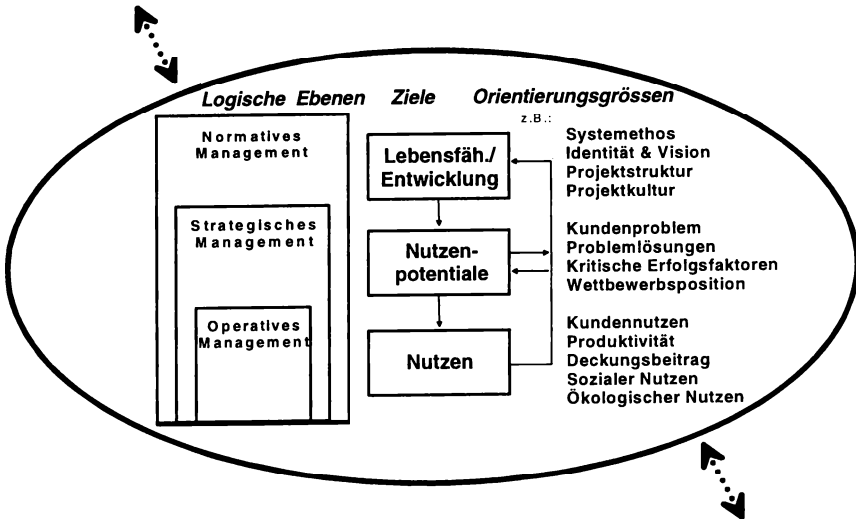 Logische Ebenen Ziele Orientierungsgrössen
z.B.:
Normatives
Management
Strategisches
Management
Operatives
Management
Lebensfäh./
Entwicklung
Nutzen-
potentiale
Nutzen
Systemethos
Identität & Vision
Projektstruktur
Projektkultur
Kundenproblem
Problemlösungen
Kritische Erfolgsfaktoren
Wettbewerbsposition
Kundennutzen
Produktivität
Deckungsbeitrag
Sozialer Nutzen
Ökologischer Nutzen